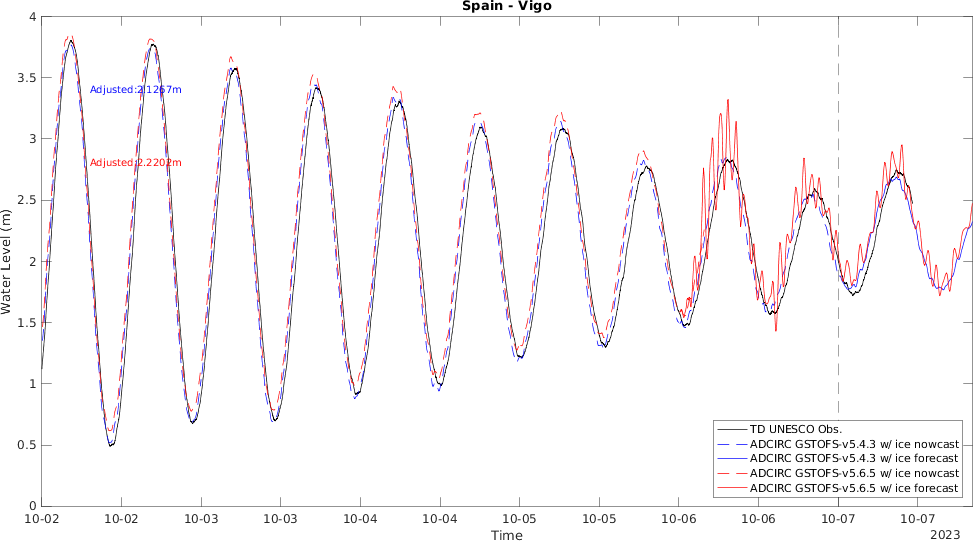 Spain - Vigo
4
3.5
3
2.5
2
1.5
1
0.5
0
Water Level (m)
Adjusted:2.1267m
Adjusted:2.2202m
TD UNESCO Obs.
ADCIRC GSTOFS-v5.4.3 w/ ice nowcast
ADCIRC GSTOFS-v5.4.3 w/ ice forecast
ADCIRC GSTOFS-v5.6.5 w/ ice nowcast
ADCIRC GSTOFS-v5.6.5 w/ ice forecast
10-02 10-02 10-03 10-03 10-04 10-04 10-05 10-05 10-06 10-06 10-07 10-07
Time
2023